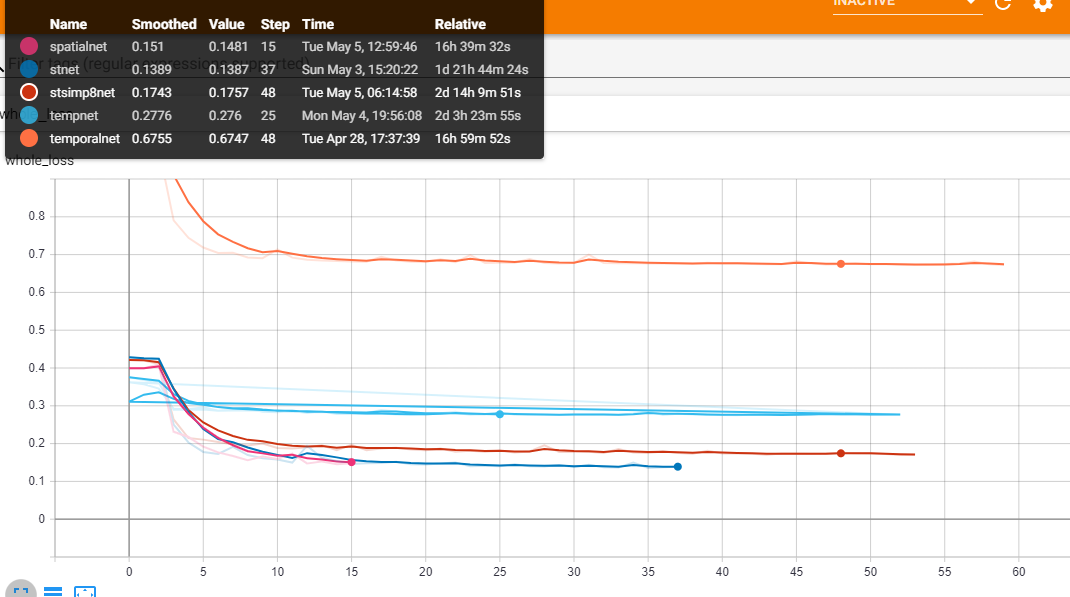 INACTIVE
Name Smoothed Value Step Time Relative
spatialnet 0.151 0.1481 15 Tue May 5, 12:59:46 16h 39m 32s
Filter tags (regular expressions supported)
stnet 0.1389 0.1387 37 Sun May 3, 15:20:22 1d 21h 44m 24s
stsimp8net 0.1743 0.1757 48 Tue May 5, 06:14:58 2d 14h 9m 51s
whole_loss
tempnet 0.2776 0.276 25 Mon May 4, 19:56:08 2d 3h 23m 55s
temporalnet 0.6755 0.6747 48 Tue Apr 28, 17:37:39 16h 59m 52s
whole_loss
0.8
0.7
0.6
0.5
0.4
0.3
0.2
0.1
0
0 5 10 15 20 25 30 35 40 45 50 55 60